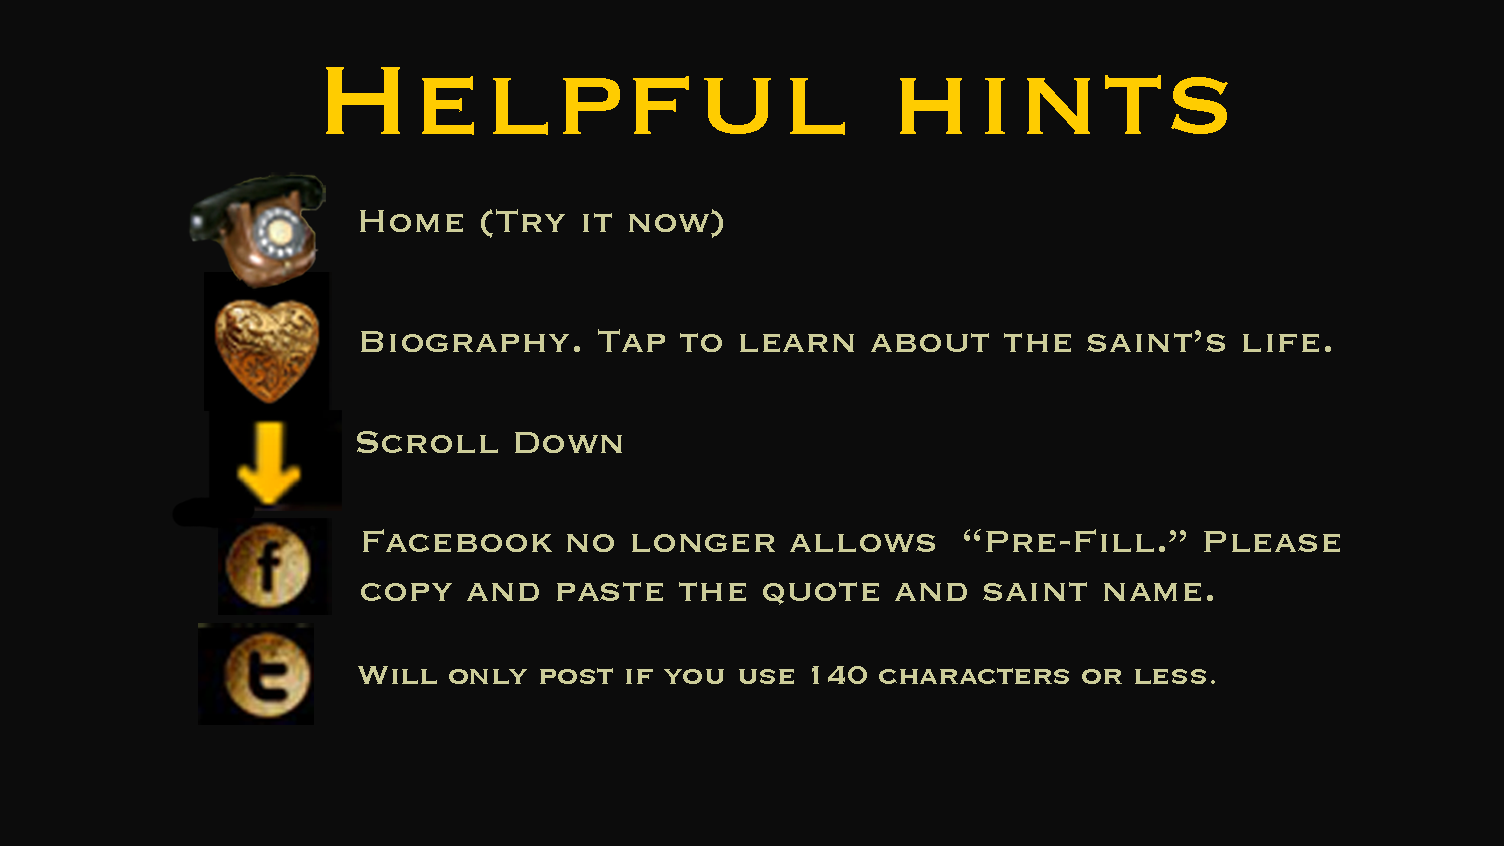 Helpful hints
Home (Try it now)
Biography. Tap to learn about the saint’s life.
Scroll Down
Facebook no longer allows  “Pre-Fill.” Please
copy and paste the quote and saint name.
Will only post if you use 140 characters or less.